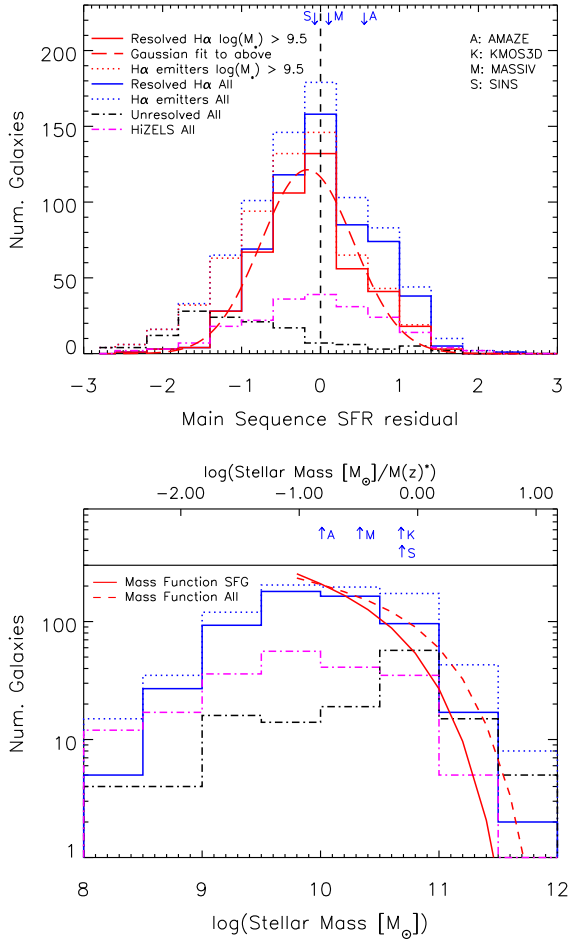 S M A
Resolved Hα log(M*) > 9.5
Gaussian fit to above
Hα emitters log(M*) > 9.5
Resolved Hα All
Hα emitters All
Unresolved All
HiZELS All
A: AMAZE
K: KMOS3D
M: MASSIV
S: SINS
200
150
100
50
0
Num. Galaxies
-3 -2 -1 0 1 2 3
Main Sequence SFR residual
log(Stellar Mass [M⊙]/M(z)*)
-2.00 -1.00 0.00 1.00
A M K
S
Mass Function SFG
Mass Function All
100
10
1
Num. Galaxies
8 9 10 11 12
log(Stellar Mass [M⊙])